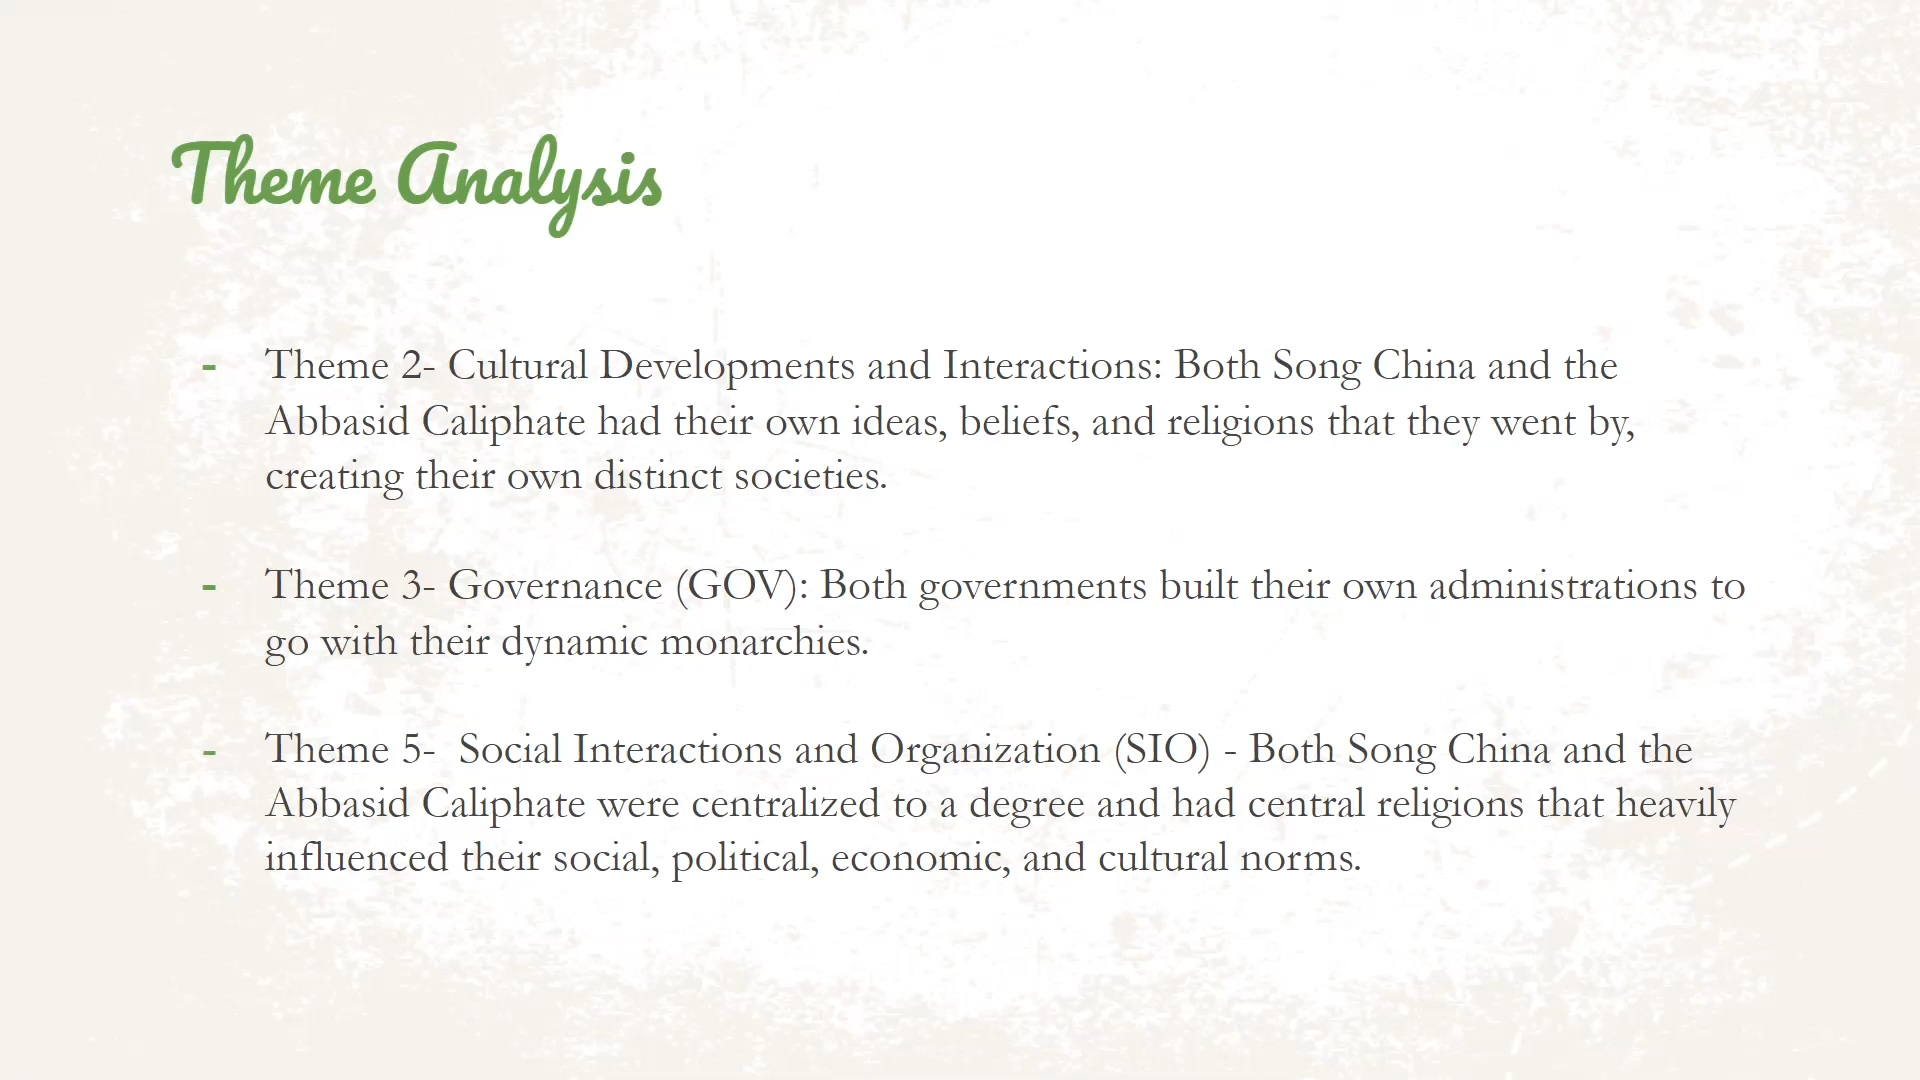 Theme Analysis
- Theme 2- Cultural Developments and Interactions: Both Song China and the
Abbasid Caliphate had their own ideas, beliefs, and religions that they went by,
creating their own distinct societies.
- Theme 3- Governance (GOV): Both governments built their own administrations to
go with their dynamic monarchies.
- Theme 5-  Social Interactions and Organization (SIO) - Both Song China and the
Abbasid Caliphate were centralized to a degree and had central religions that heavily
influenced their social, political, economic, and cultural norms.